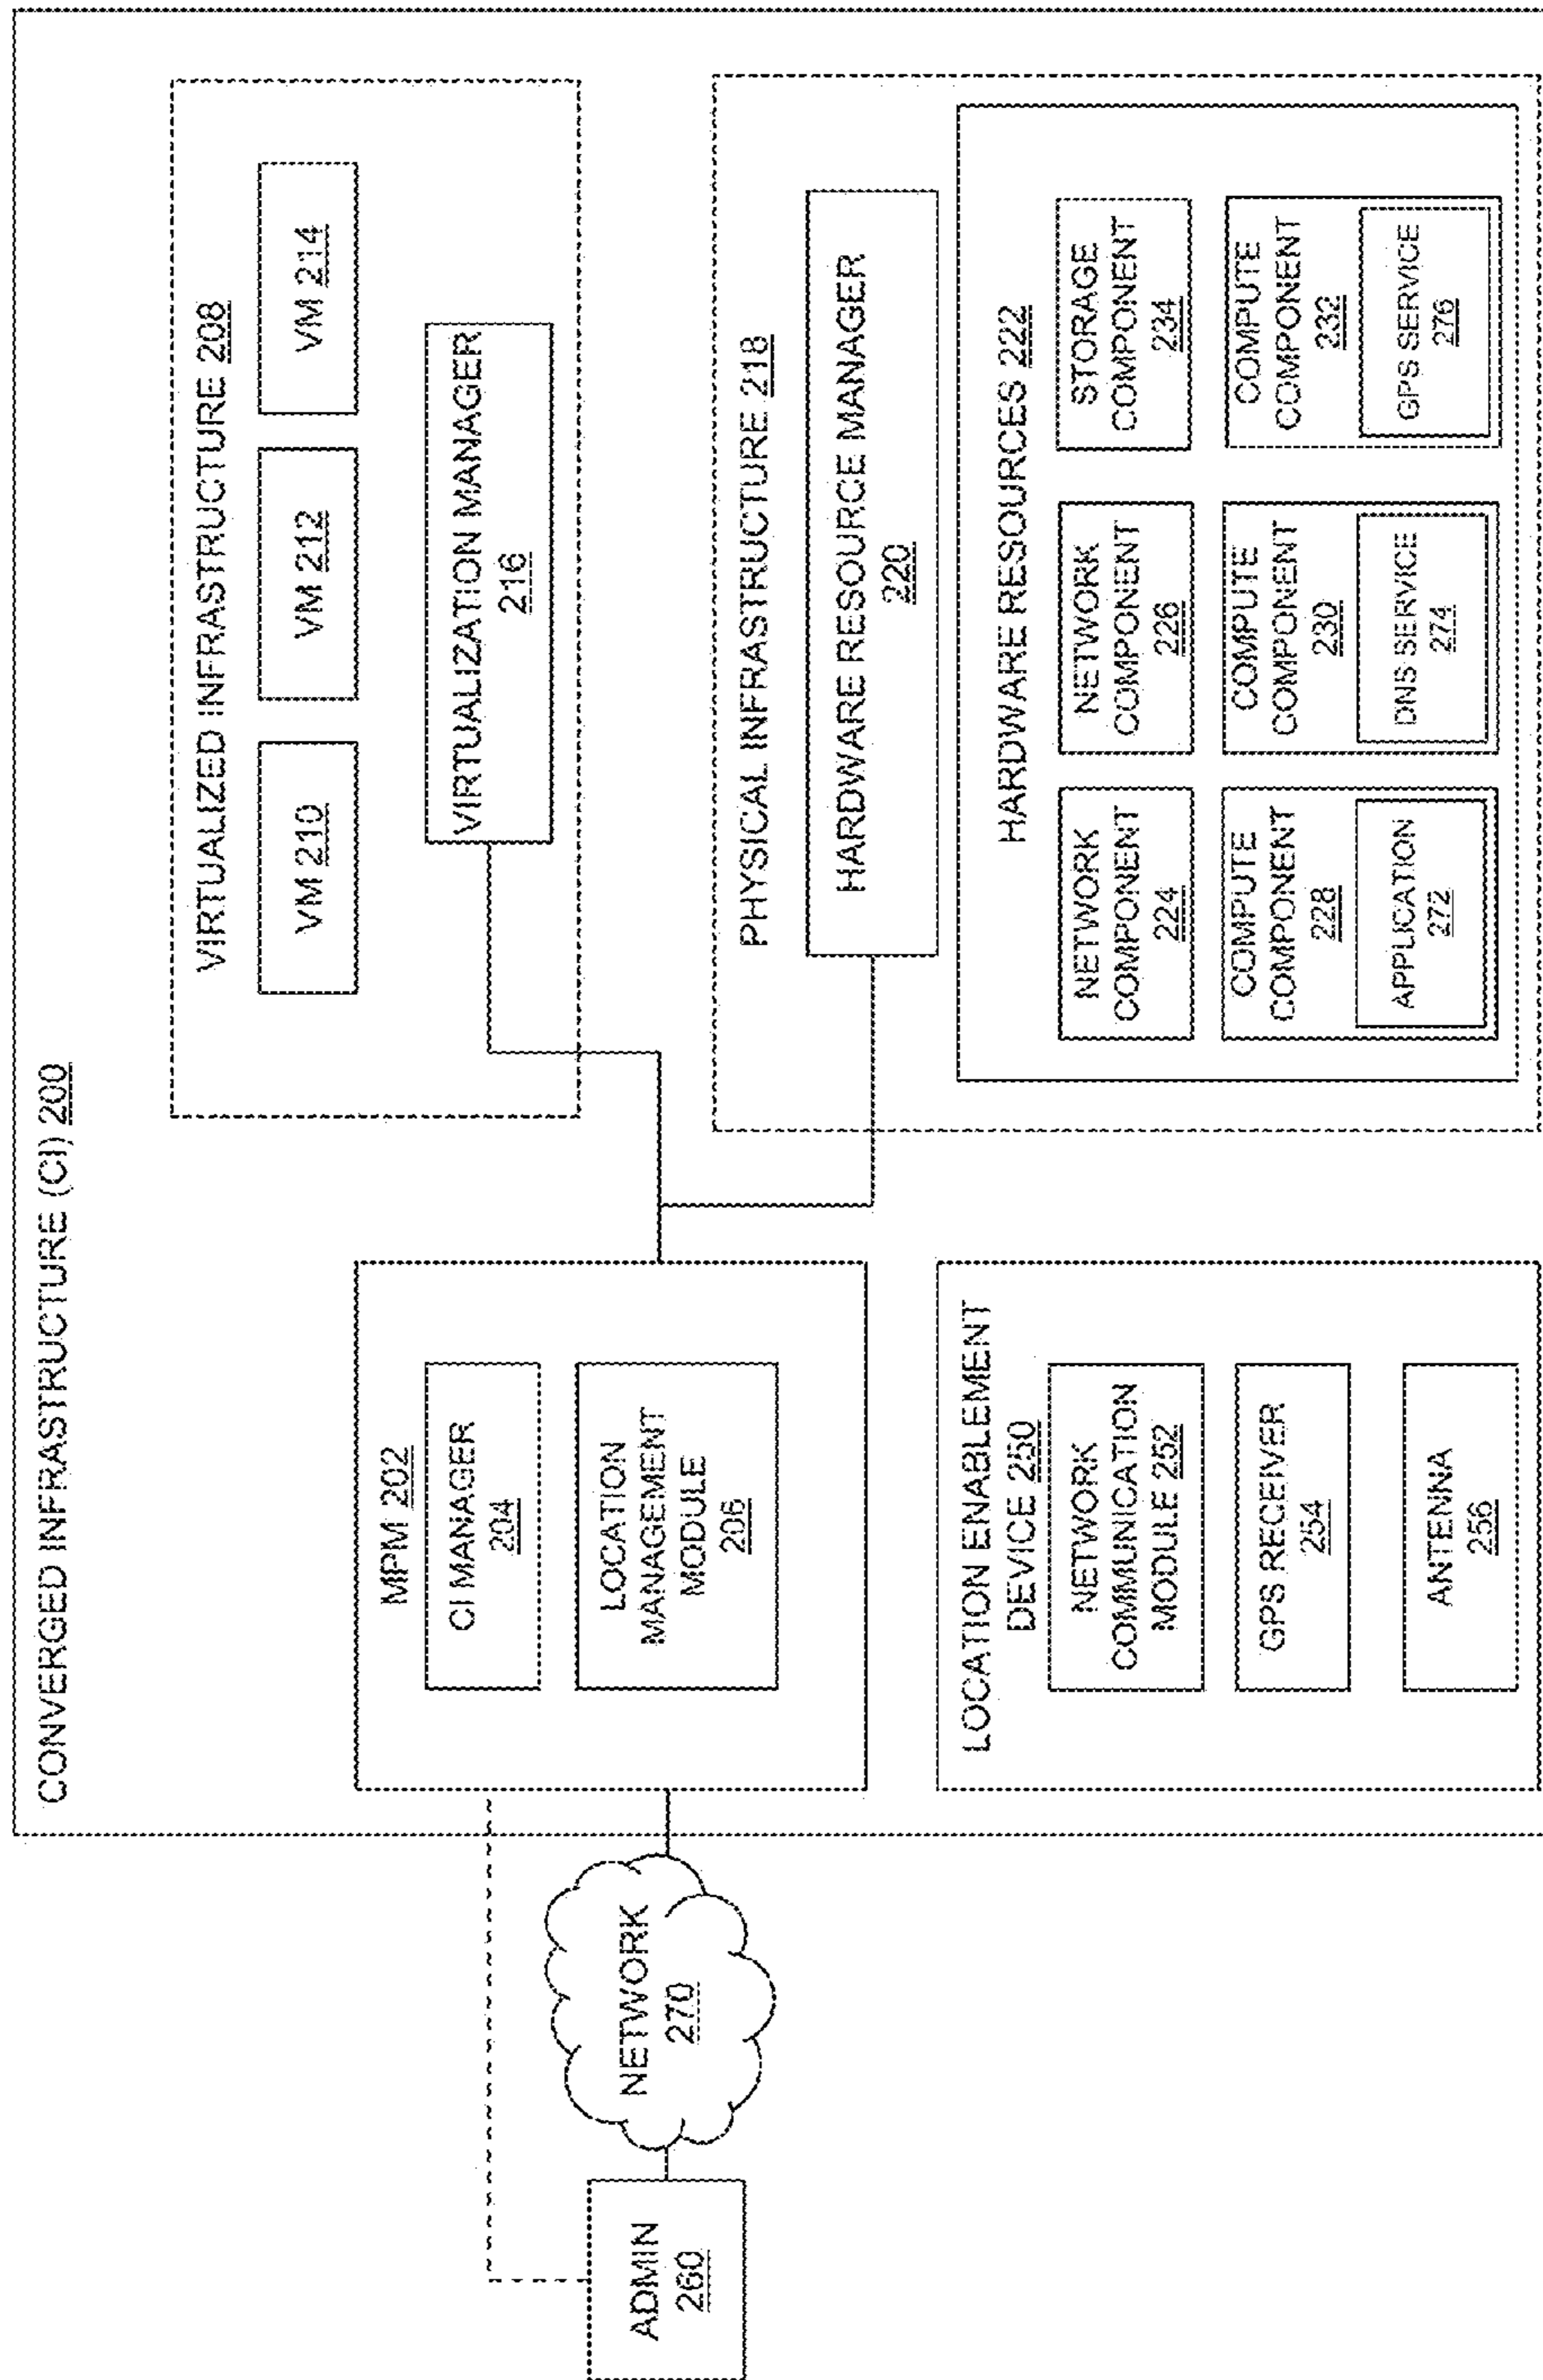 CONVERGED INFRASTRUCTURE (CI) 200
ADMIN
260
NETWORK
270
MPM 202
CI MANAGER
204
LOCATION
MANAGEMENT
MODULE
206
LOCATION ENABLEMENT
DEVICE 250
NETWORK
COMMUNICATION
MODULE 252
GPS RECEIVER
254
ANTENNA
256
VIRTUALIZED INFRASTRUCTURE 208
VM 210
VM 212
VM 214
VIRTUALIZATION MANAGER
216
PHYSICAL INFRASTRUCTURE 218
HARDWARE RESOURCE MANAGER
220
HARDWARE RESOURCES 222
NETWORK
COMPONENT
224
NETWORK
COMPONENT
226
STORAGE
COMPONENT
234
COMPUTE
COMPONENT
228
APPLICATION
272
COMPUTE
COMPONENT
230
DNS SERVICE
274
COMPUTE
COMPONENT
232
GPS SERVICE
276